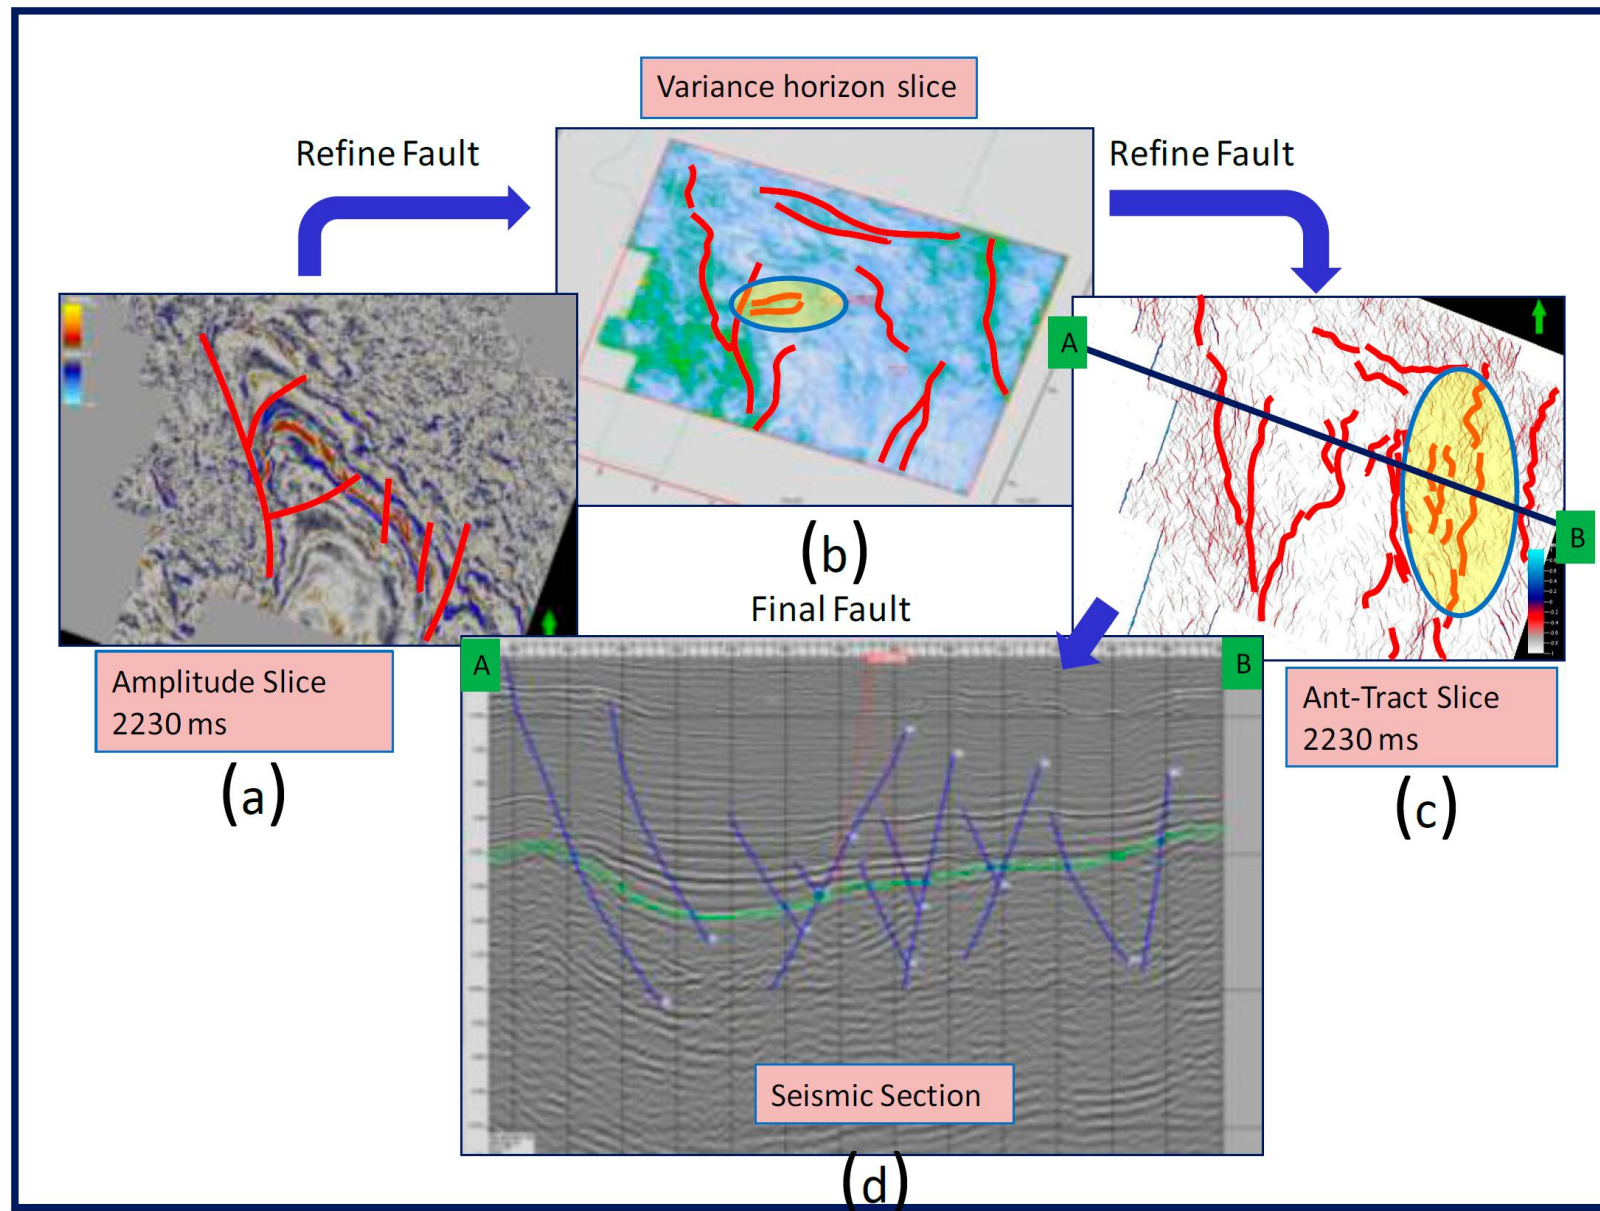 Variance horizon slice
Refine Fault
Refine Fault
A
B
(b)
Final Fault
Amplitude Slice
2230 ms
(a)
A
B
Ant-Tract Slice
2230 ms
(c)
Seismic Section
(d)